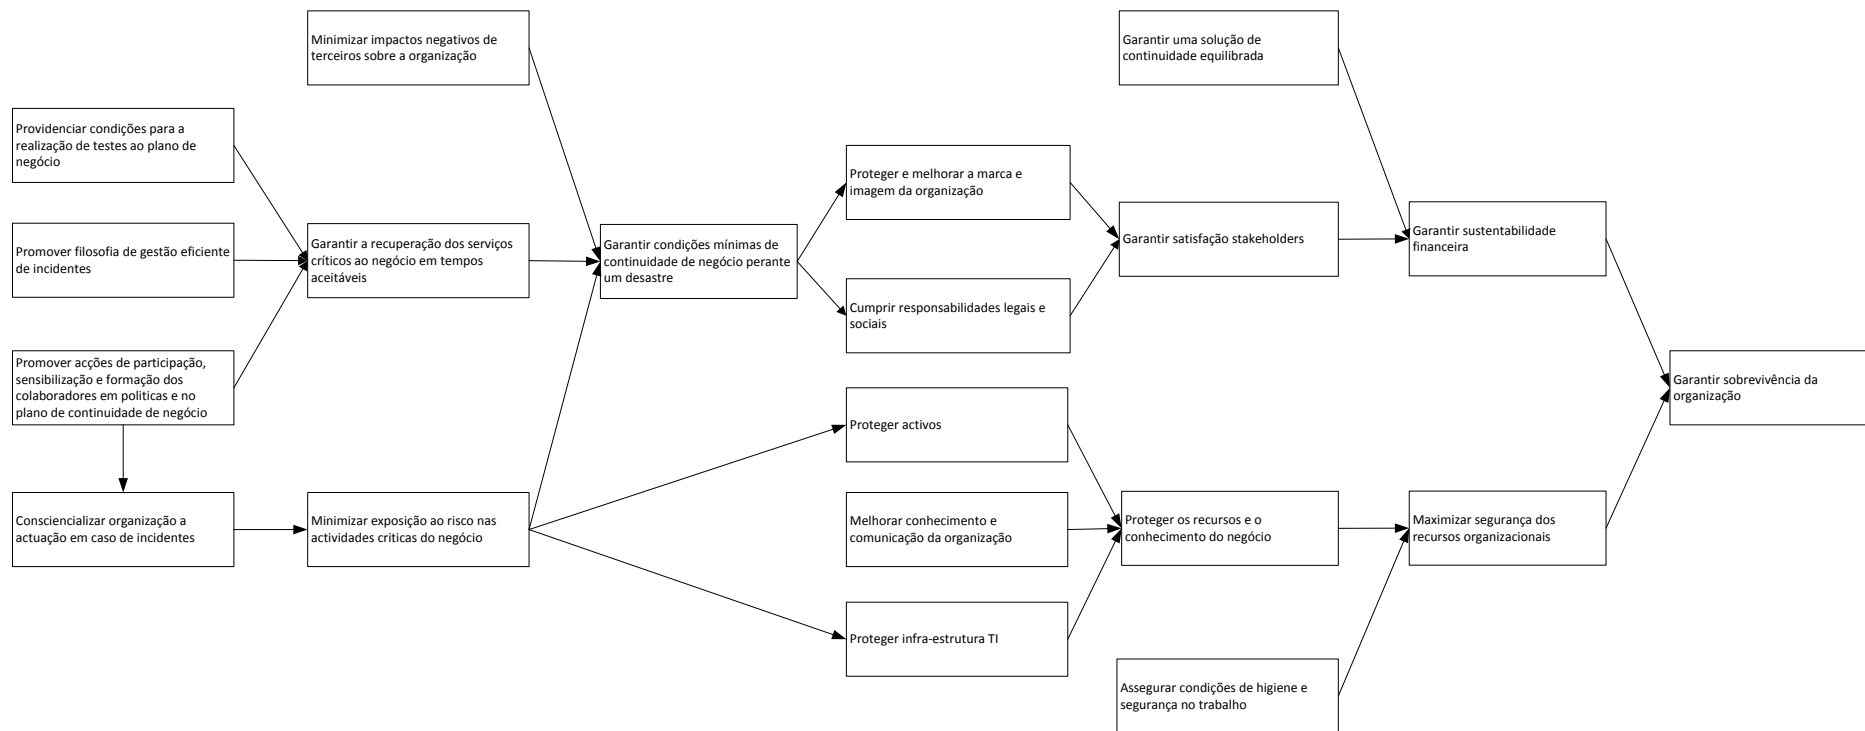 Minimizar impactos negativos de
terceiros sobre a organização
Garantir uma solução de
continuidade equilibrada
Providenciar condições para a
realização de testes ao plano de
negócio
Proteger e melhorar a marca e
imagem da organização
Promover filosofia de gestão eficiente
de incidentes
Garantir a recuperação dos serviços
críticos ao negócio em tempos
aceitáveis
Garantir condições mínimas de
continuidade de negócio perante
um desastre
Garantir satisfação stakeholders
Garantir sustentabilidade
financeira
Cumprir responsabilidades legais e
sociais
Promover acções de participação,
sensibilização e formação dos
colaboradores em politicas e no
plano de continuidade de negócio
Garantir sobrevivência da
organização
Proteger activos
Consciencializar organização a
actuação em caso de incidentes
Minimizar exposição ao risco nas
actividades criticas do negócio
Melhorar conhecimento e
comunicação da organização
Proteger os recursos e o
conhecimento do negócio
Maximizar segurança dos
recursos organizacionais
Proteger infra-estrutura TI
Assegurar condições de higiene e
segurança no trabalho